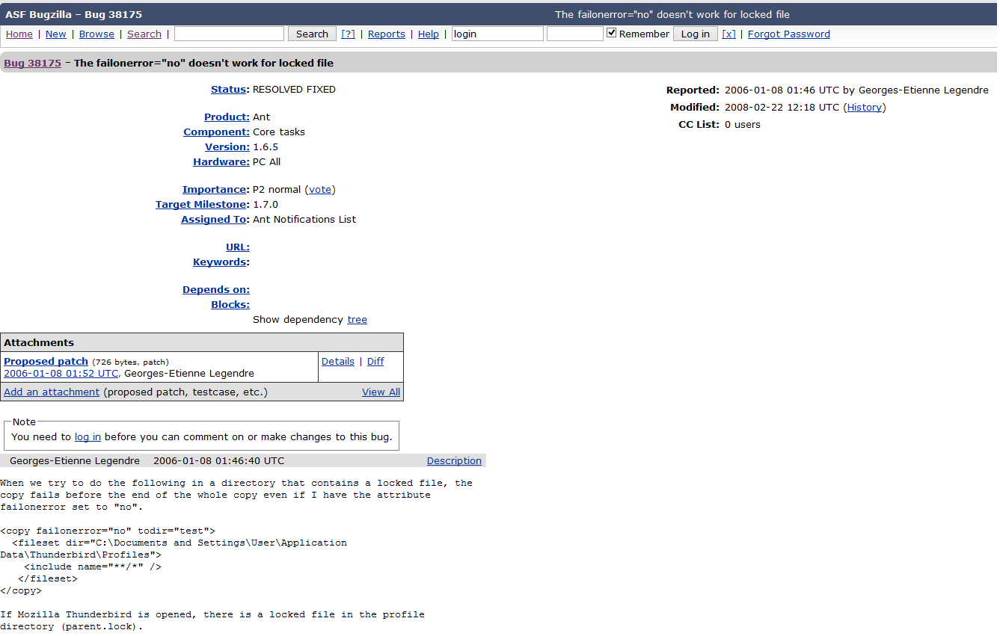 ASF Bugzilla – Bug 38175 The failonerror="no" doesn't work for locked file
Home | New | Browse | Search | Search [?] | Reports | Help | login Remember Log in [x] | Forgot Password
Bug 38175 – The failonerror="no" doesn't work for locked file
Status: RESOLVED FIXED
Product: Ant
Component: Core tasks
Version: 1.6.5
Hardware: PC All
Importance: P2 normal (vote)
Target Milestone: 1.7.0
Assigned To: Ant Notifications List
URL:
Keywords:
Depends on:
Blocks:
Show dependency tree
Reported: 2006-01-08 01:46 UTC by Georges-Etienne Legendre
Modified: 2008-02-22 12:18 UTC (History)
CC List: 0 users
Attachments
Proposed patch (726 bytes, patch) Details | Diff
2006-01-08 01:52 UTC, Georges-Etienne Legendre
Add an attachment (proposed patch, testcase, etc.) View All
Note
You need to log in before you can comment on or make changes to this bug.
Georges-Etienne Legendre 2006-01-08 01:46:40 UTC Description
When we try to do the following in a directory that contains a locked file, the
copy fails before the end of the whole copy even if I have the attribute
failonerror set to "no".
<copy failonerror="no" todir="test">
<fileset dir="C:\Documents and Settings\User\Application
Data\Thunderbird\Profiles">
<include name="**/*" />
</fileset>
</copy>
If Mozilla Thunderbird is opened, there is a locked file in the profile
directory (parent.lock).